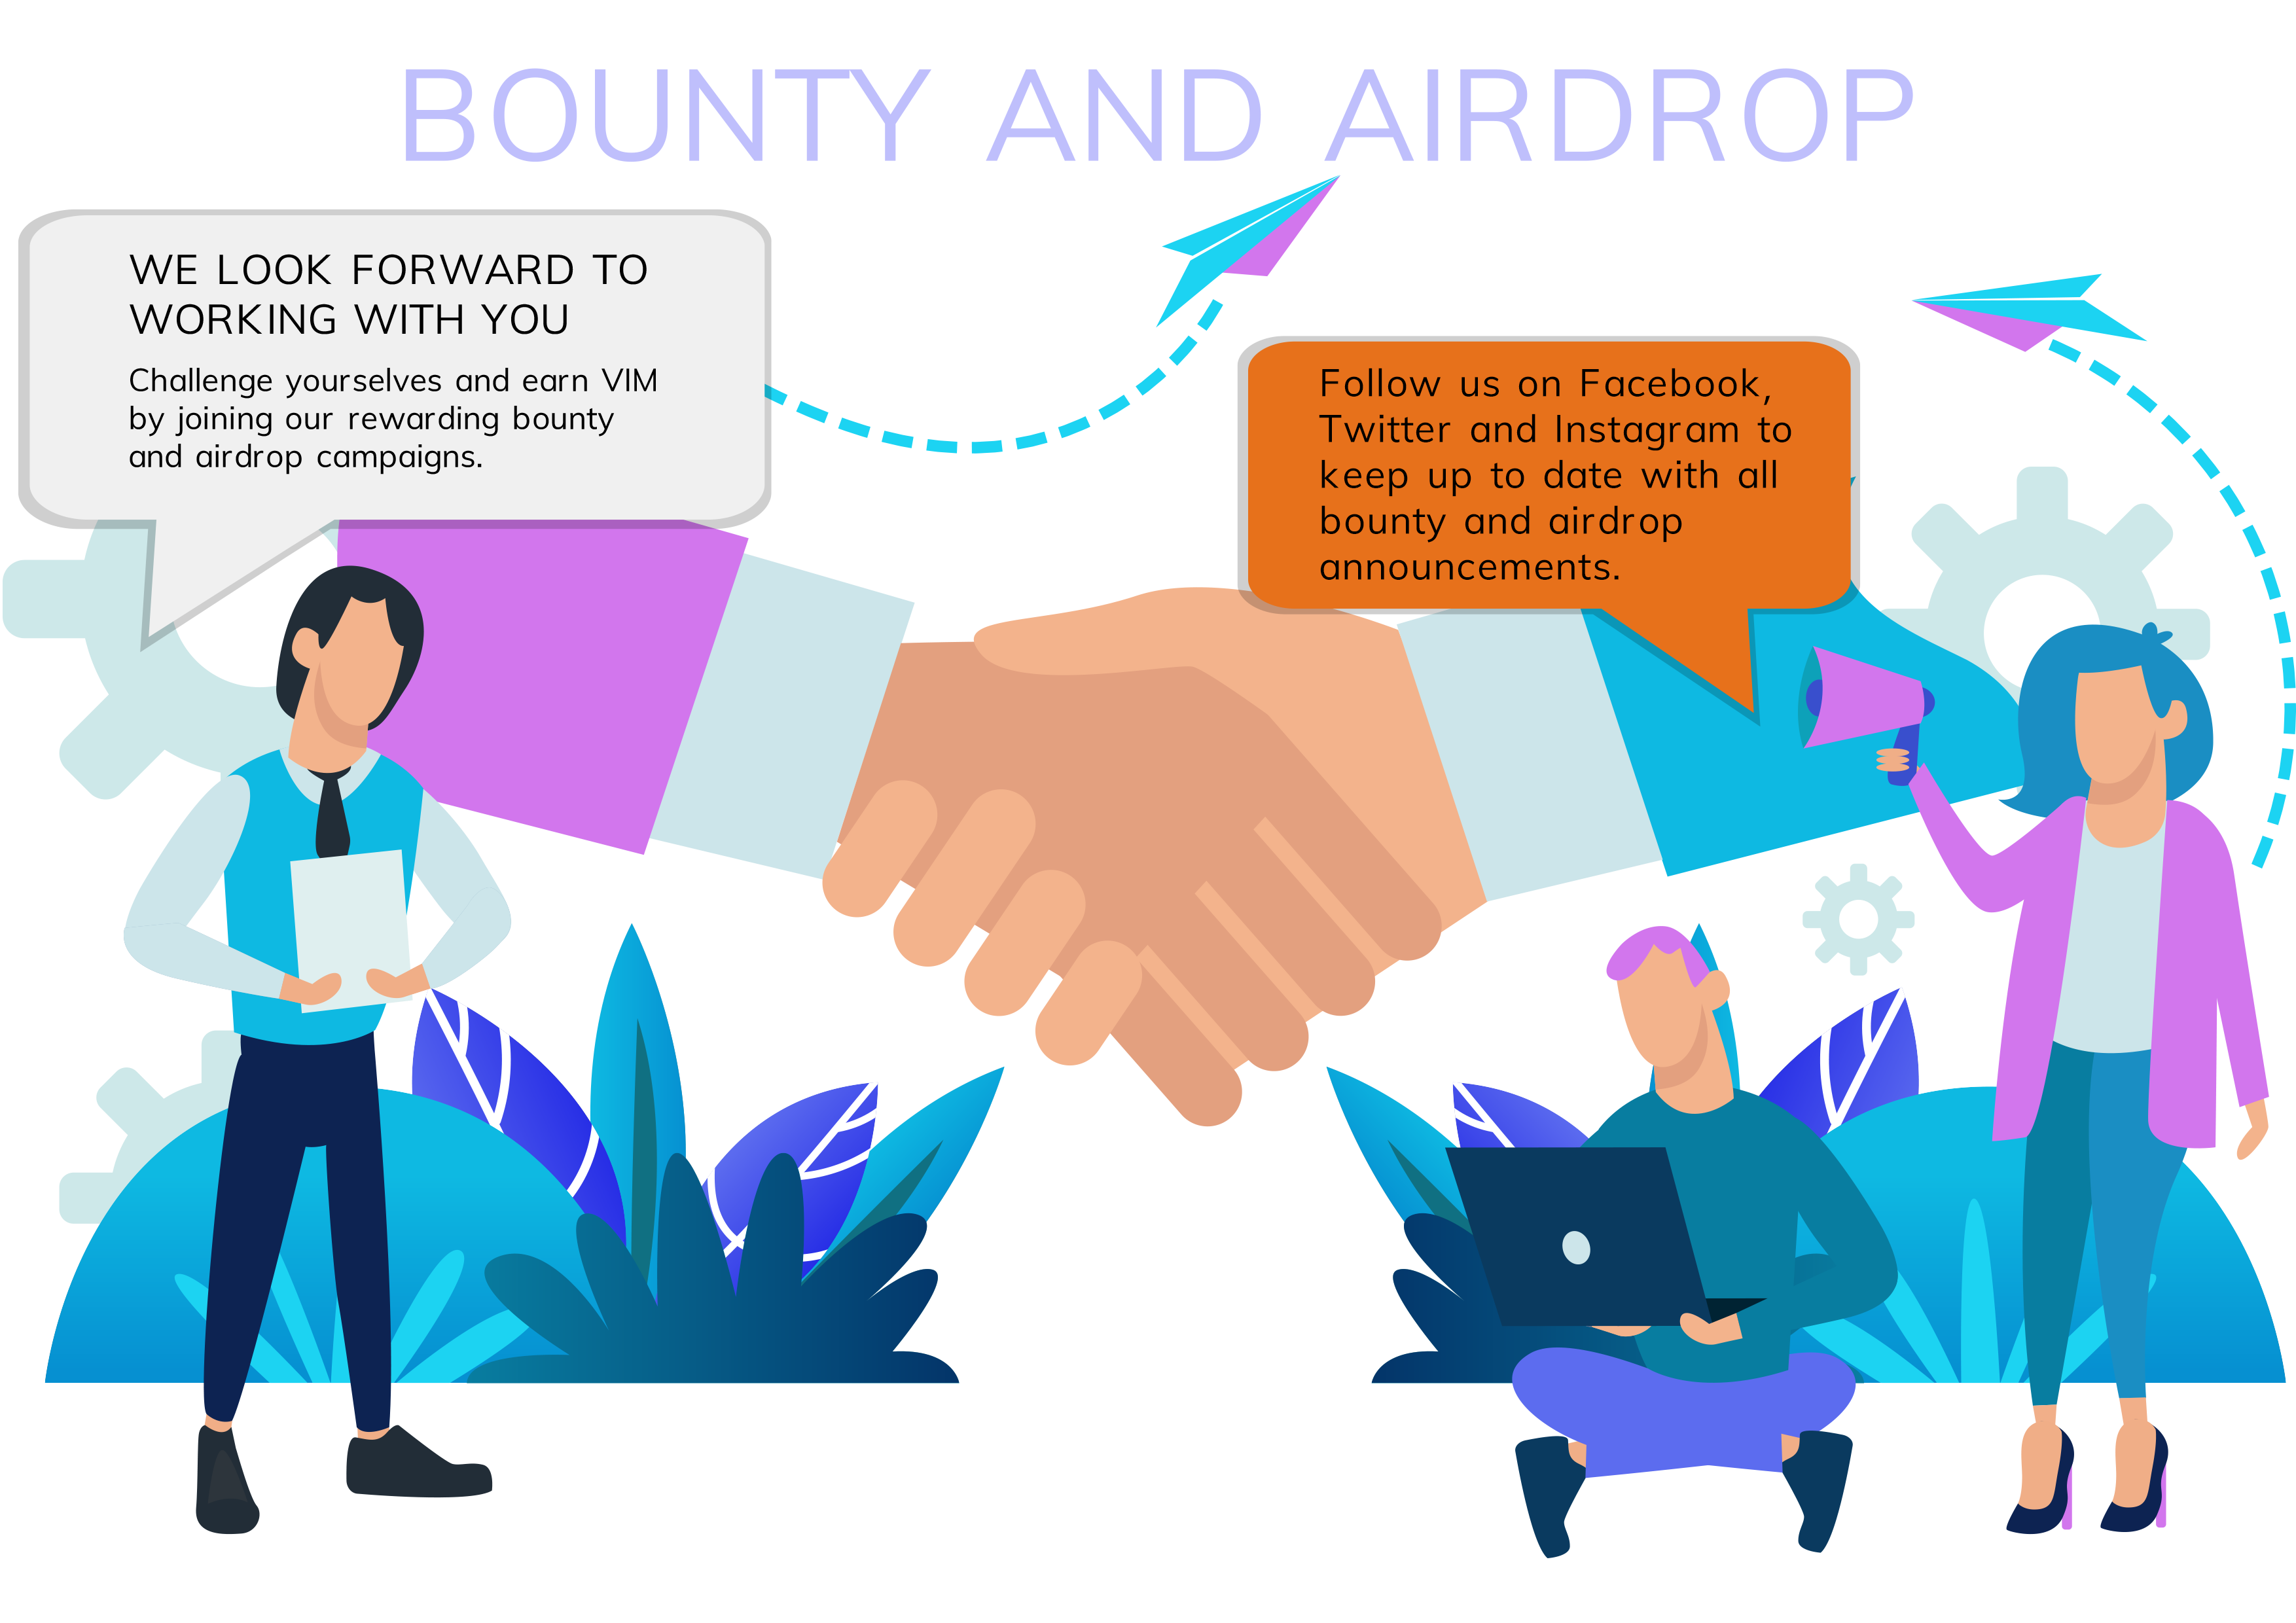 BOUNTY AND AIRDROP
WE LOOK FORWARD TO
WORKING WITH YOU
Challenge yourselves and earn VIM
by joining our rewarding bounty
and airdrop campaigns.
Follow us on Facebook,
Twitter and Instagram to
keep up to date with all
bounty and airdrop
announcements.